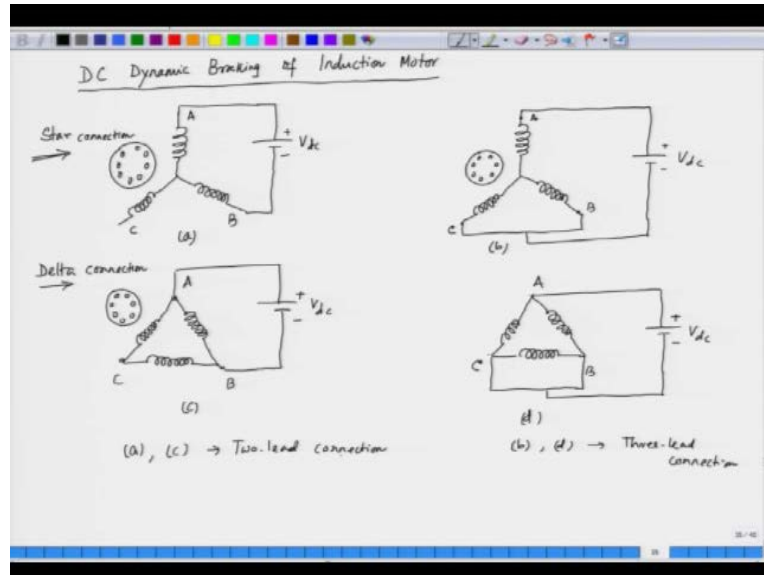 DC Dynamic Braking of Induction Motor
Star connection
A
+
-
Vdc
C
B
(a)
A
+
-
Vdc
C
B
(b)
Delta connection
A
+
-
Vdc
C
B
(c)
A
+
-
Vdc
C
B
(d)
(a), (c) → Two-lead connection
(b), (d) → Three-lead
connection